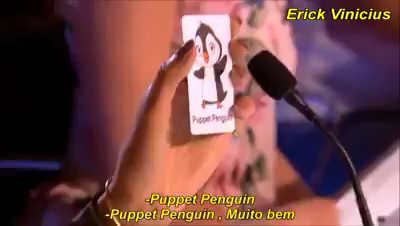 Erick Vinicius
Puppet Penguin
-Puppet Penguin
-Puppet Penguin , Muito bem